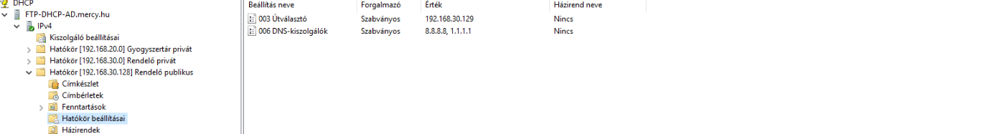 DHCP
FTP-DHCP-AD.mercy.hu
IPv4
Kiszolgáló beállításai
Hatókör [192.168.20.0] Gyogyszertár privát
Hatókör [192.168.30.0] Rendelő privát
Hatókör [192.168.30.128] Rendelő publikus
Címkészlet
Címbérletek
Fenntartások
Hatókör beállításai
Házirendek
Beállítás neve Forgalmazó Érték Házirend neve
003 Útválasztó Szabványos 192.168.30.129 Nincs
006 DNS-kiszolgálók Szabványos 8.8.8.8, 1.1.1.1 Nincs